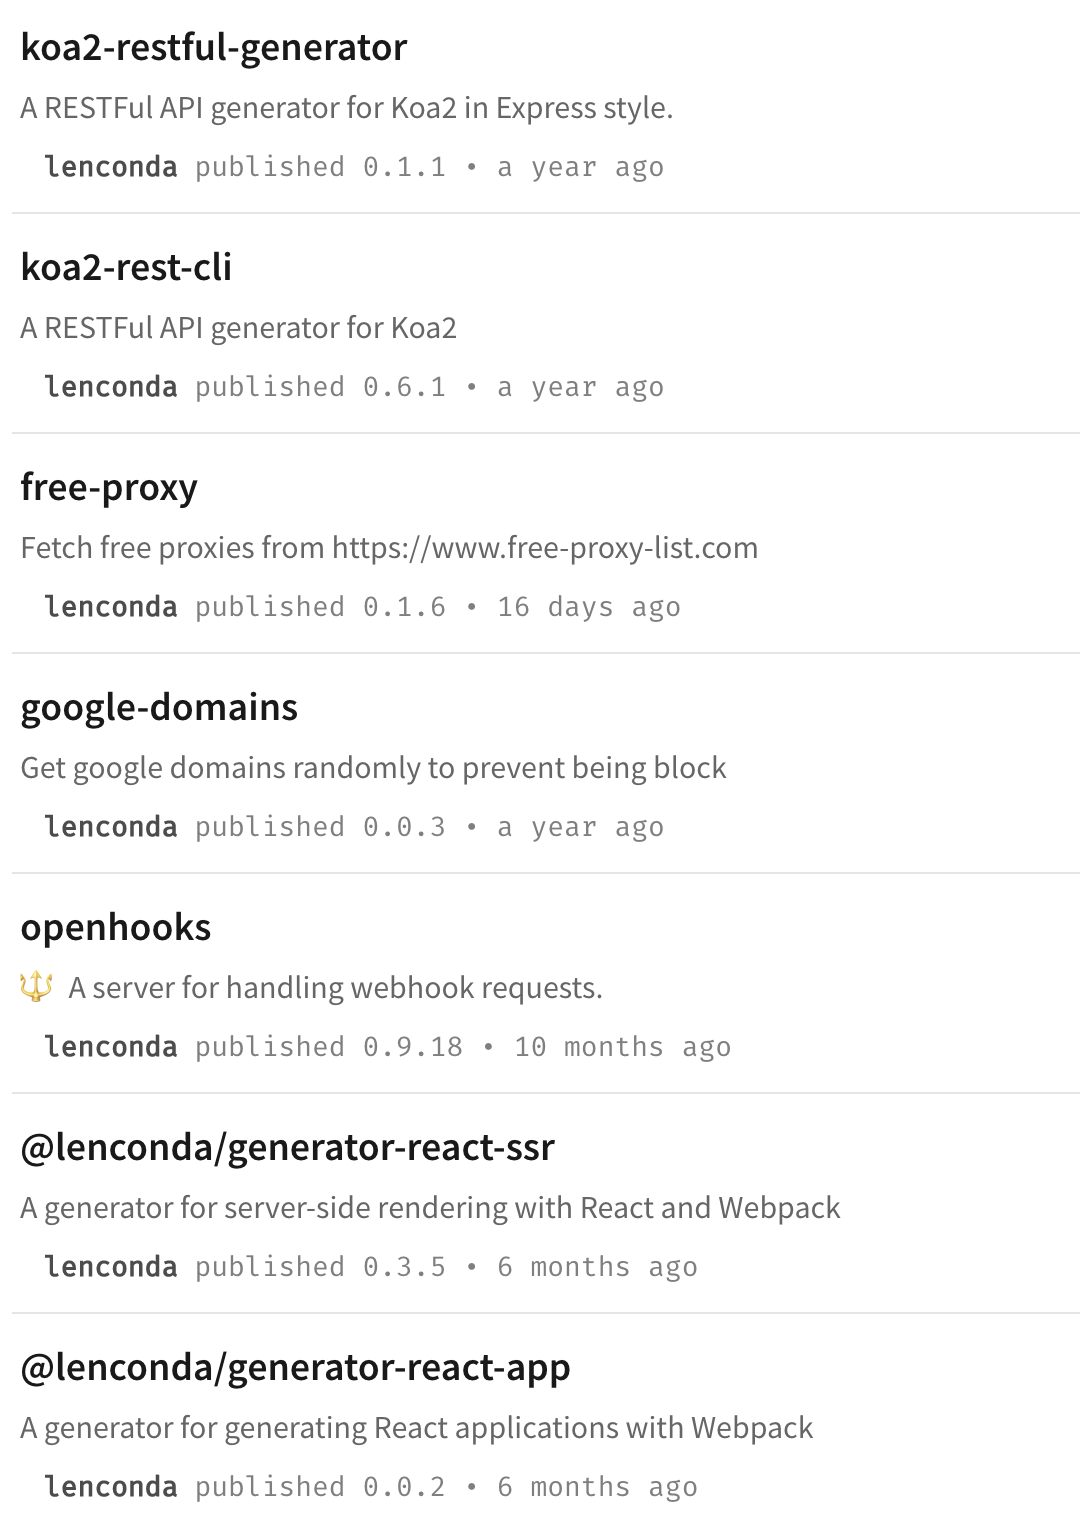 koa2-restful-generator
A RESTFul API generator for Koa2 in Express style.
lenconda published 0.1.1 • a year ago
koa2-rest-cli
A RESTFul API generator for Koa2
lenconda published 0.6.1 • a year ago
free-proxy
Fetch free proxies from https://www.free-proxy-list.com
lenconda published 0.1.6 • 16 days ago
google-domains
Get google domains randomly to prevent being block
lenconda published 0.0.3 • a year ago
openhooks
🔱 A server for handling webhook requests.
lenconda published 0.9.18 • 10 months ago
@lenconda/generator-react-ssr
A generator for server-side rendering with React and Webpack
lenconda published 0.3.5 • 6 months ago
@lenconda/generator-react-app
A generator for generating React applications with Webpack
lenconda published 0.0.2 • 6 months ago